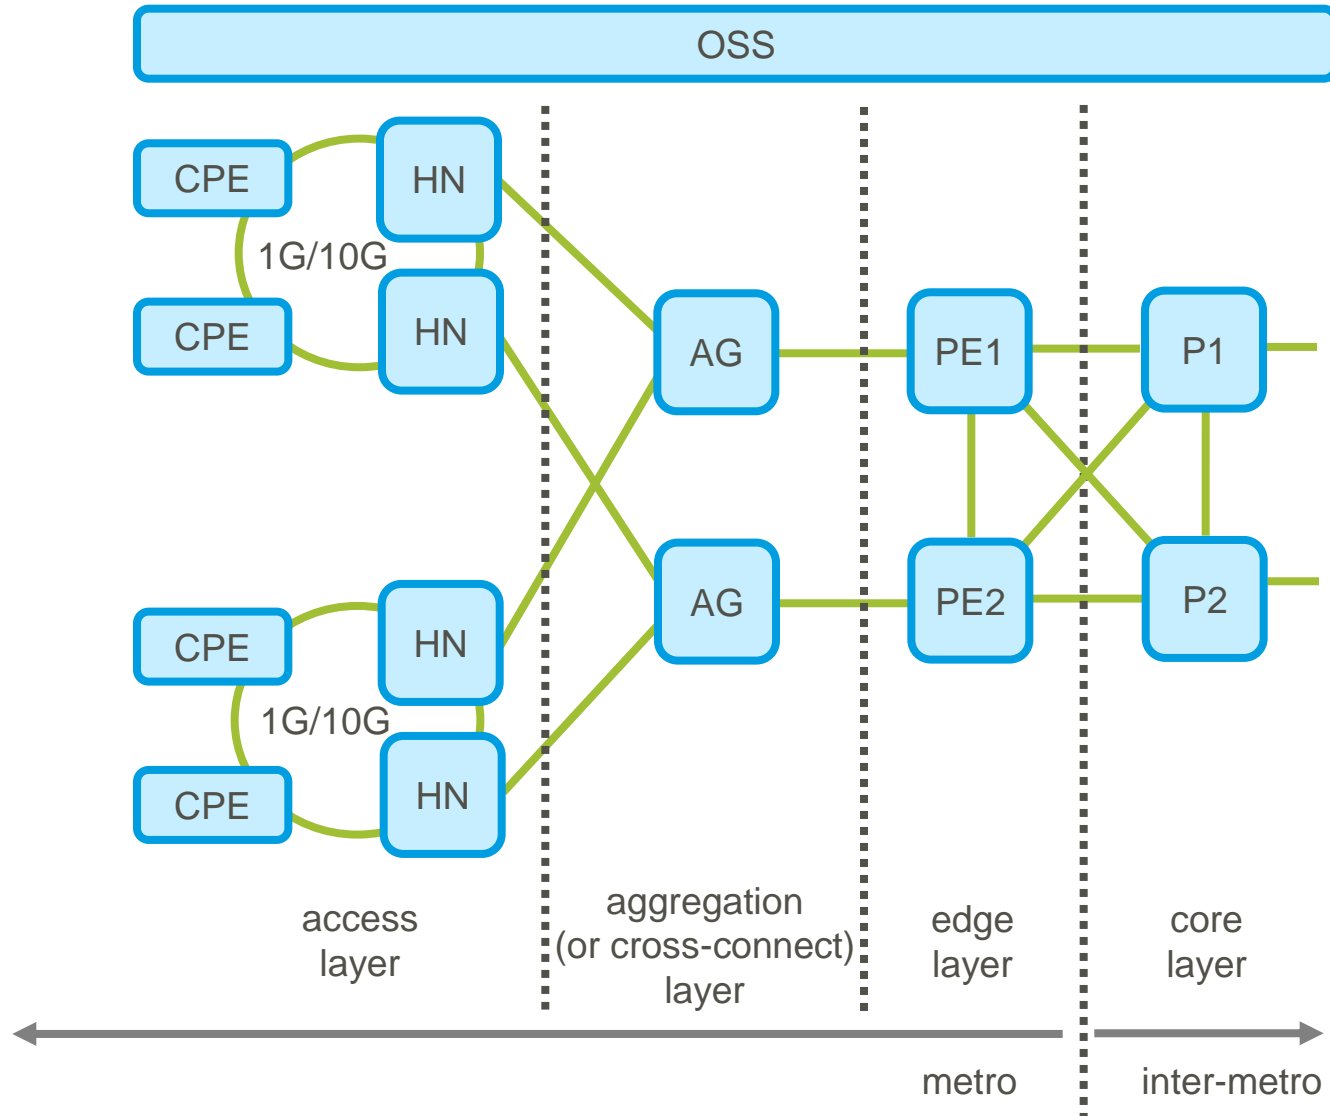 OSS
CPE
HN
1G/10G
CPE
HN
AG
PE1
P1
CPE
HN
1G/10G
CPE
HN
AG
PE2
P2
access
layer
aggregation
(or cross-connect)
layer
edge
layer
core
layer
metro
inter-metro